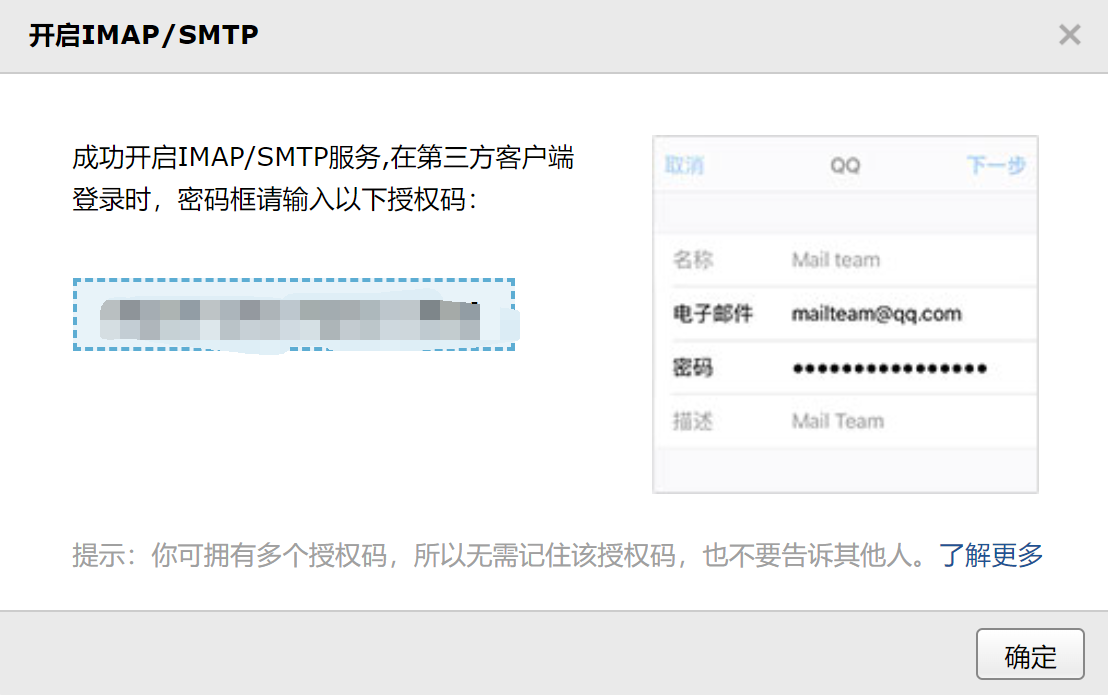 开启IMAP/SMTP
成功开启IMAP/SMTP服务,在第三方客户端
登录时，密码框请输入以下授权码：
取消 QQ 下一步
名称 Mail team
电子邮件 mailteam@qq.com
密码 ••••••••••••••••
描述 Mail Team
提示：你可拥有多个授权码，所以无需记住该授权码，也不要告诉其他人。了解更多
确定